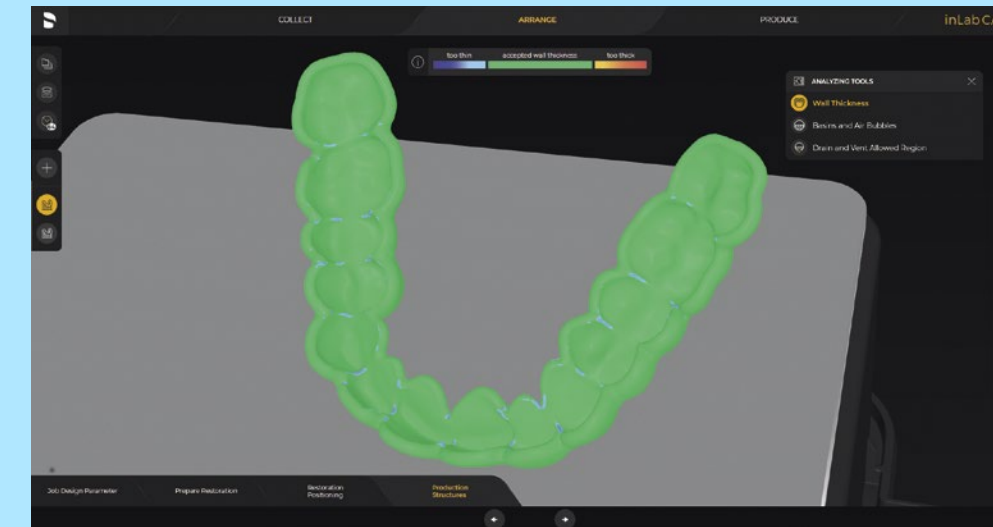 COLLECT
ARRANGE
PRODUCE
inLab CA
too thin
accepted wall thickness
too thick
ANALYZING TOOLS
Wall Thickness
Basins and Air Bubbles
Drain and Vent Allowed Region
Job Design Parameter
Prepare Restoration
Restoration
Positioning
Production
Structures